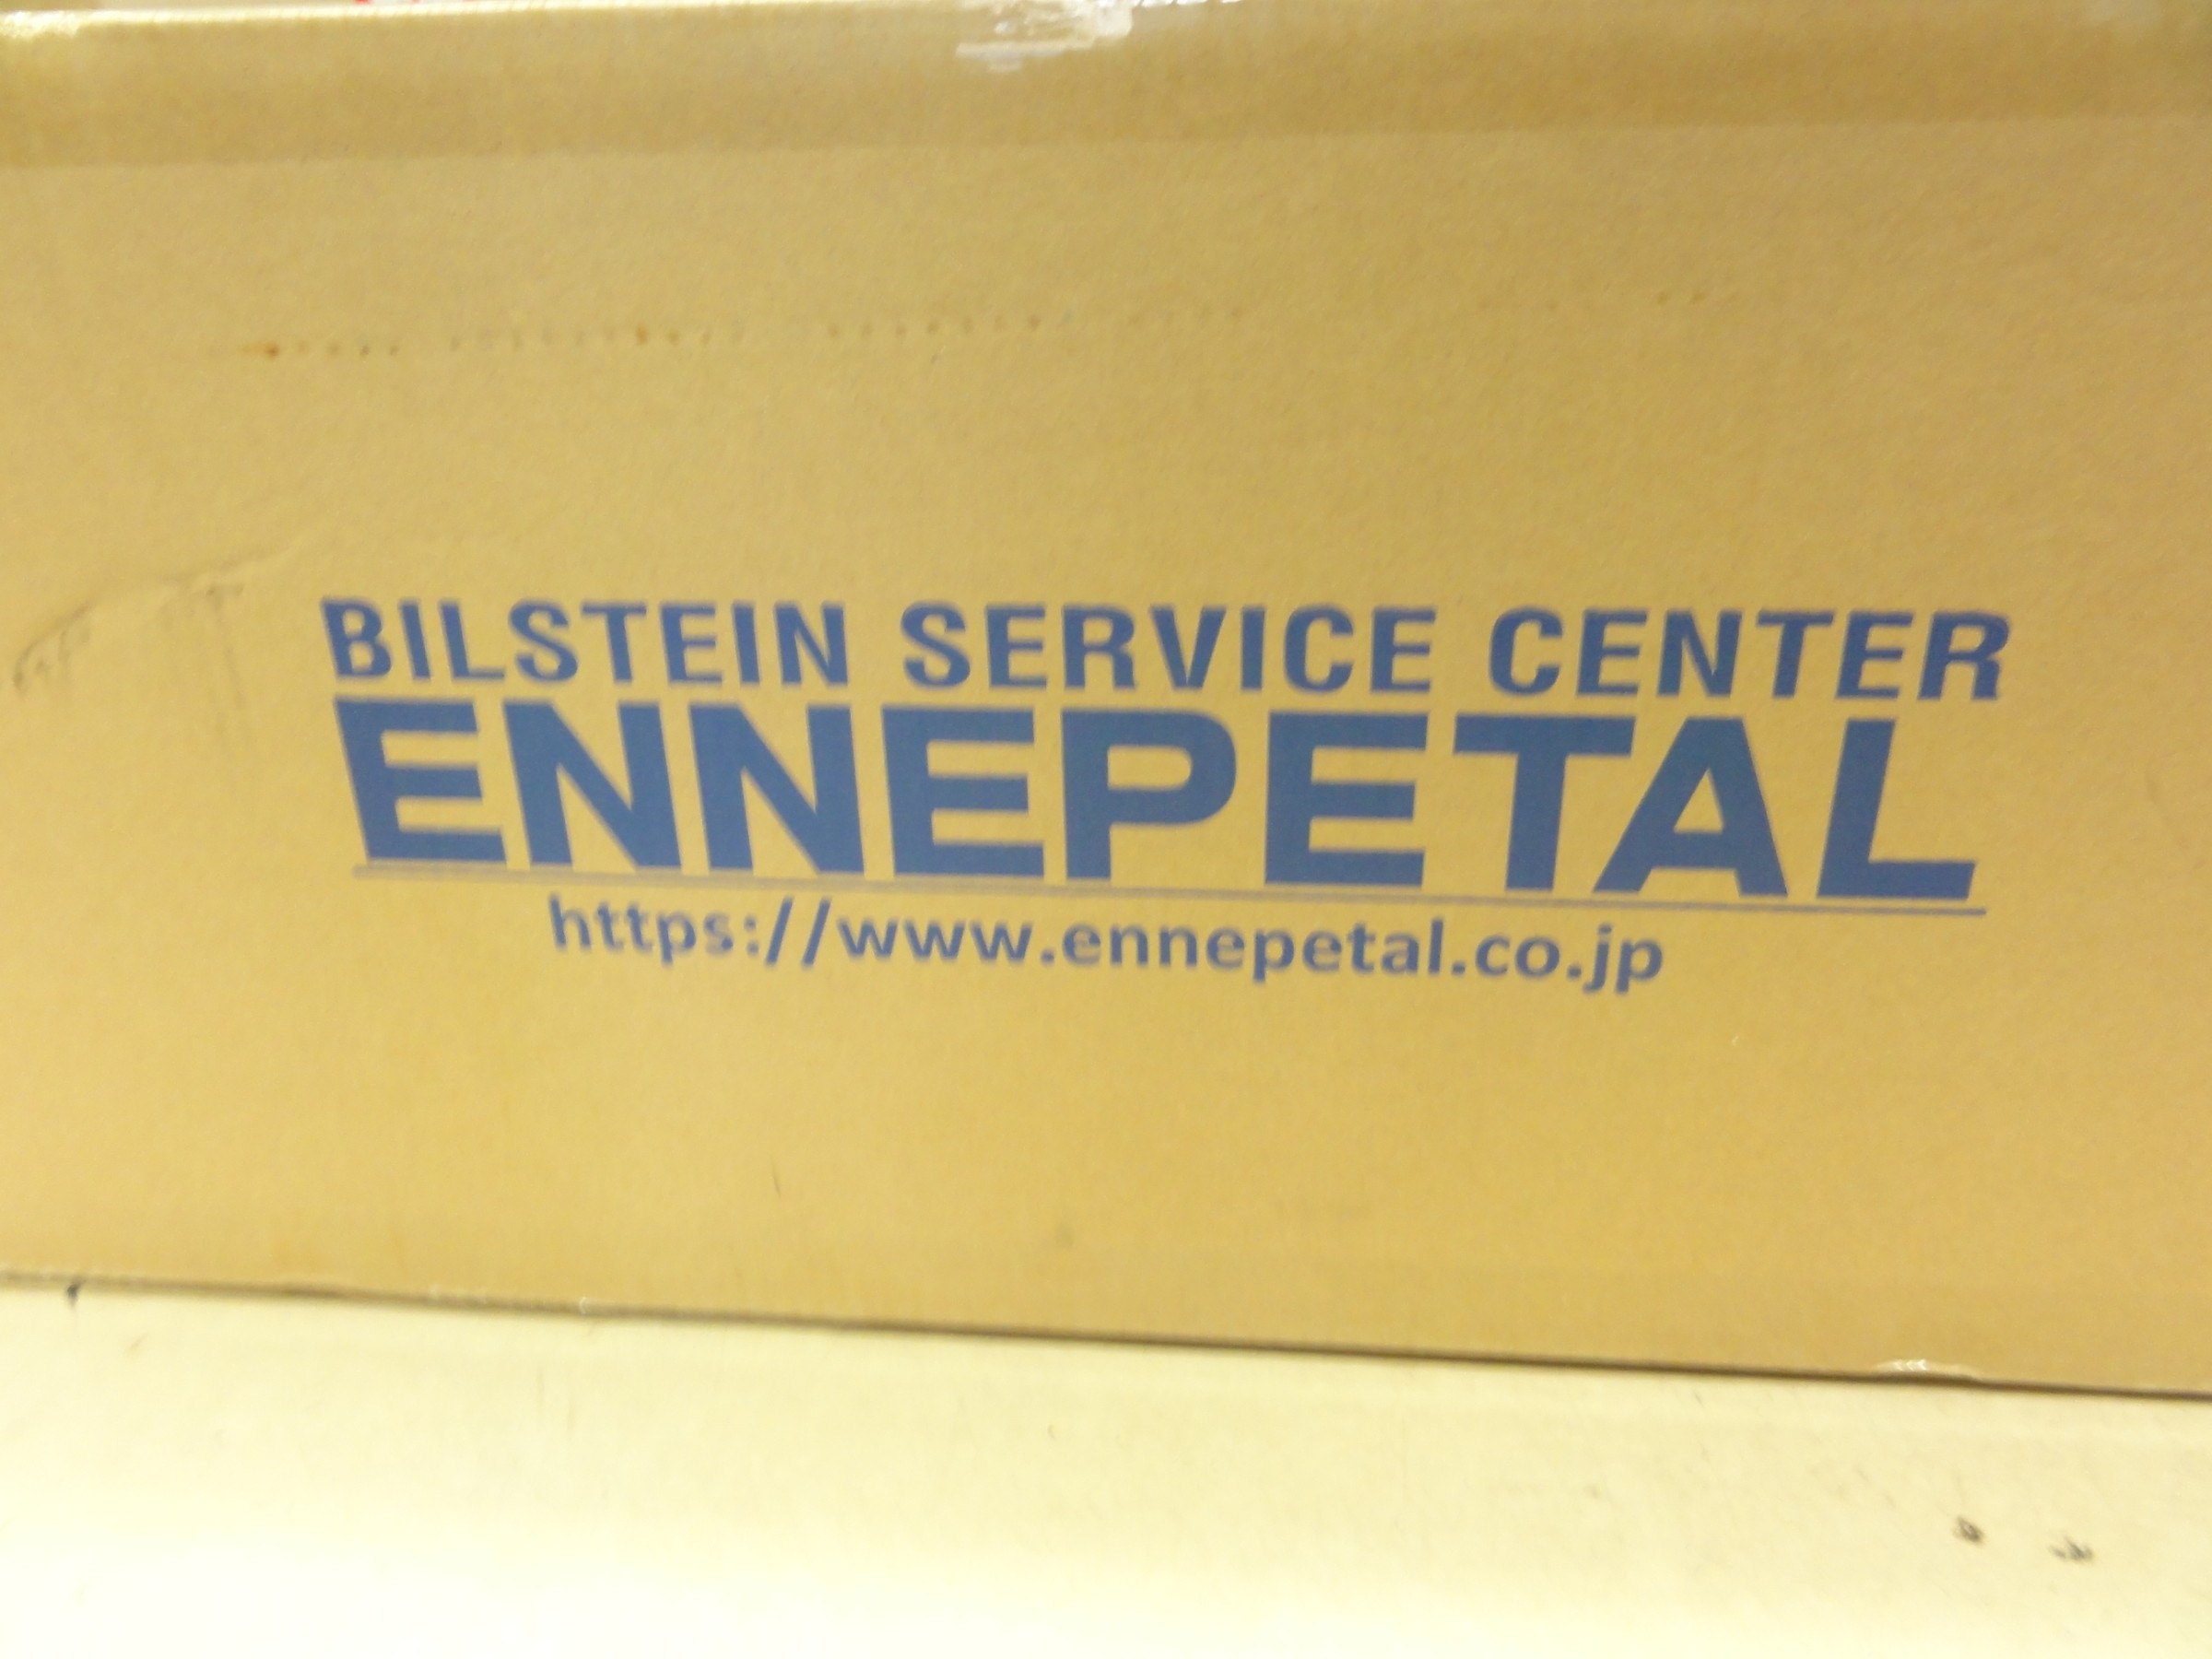 BILSTEIN SERVICE CENTER
ENNEPETAL
https://www.ennepetal.co.jp